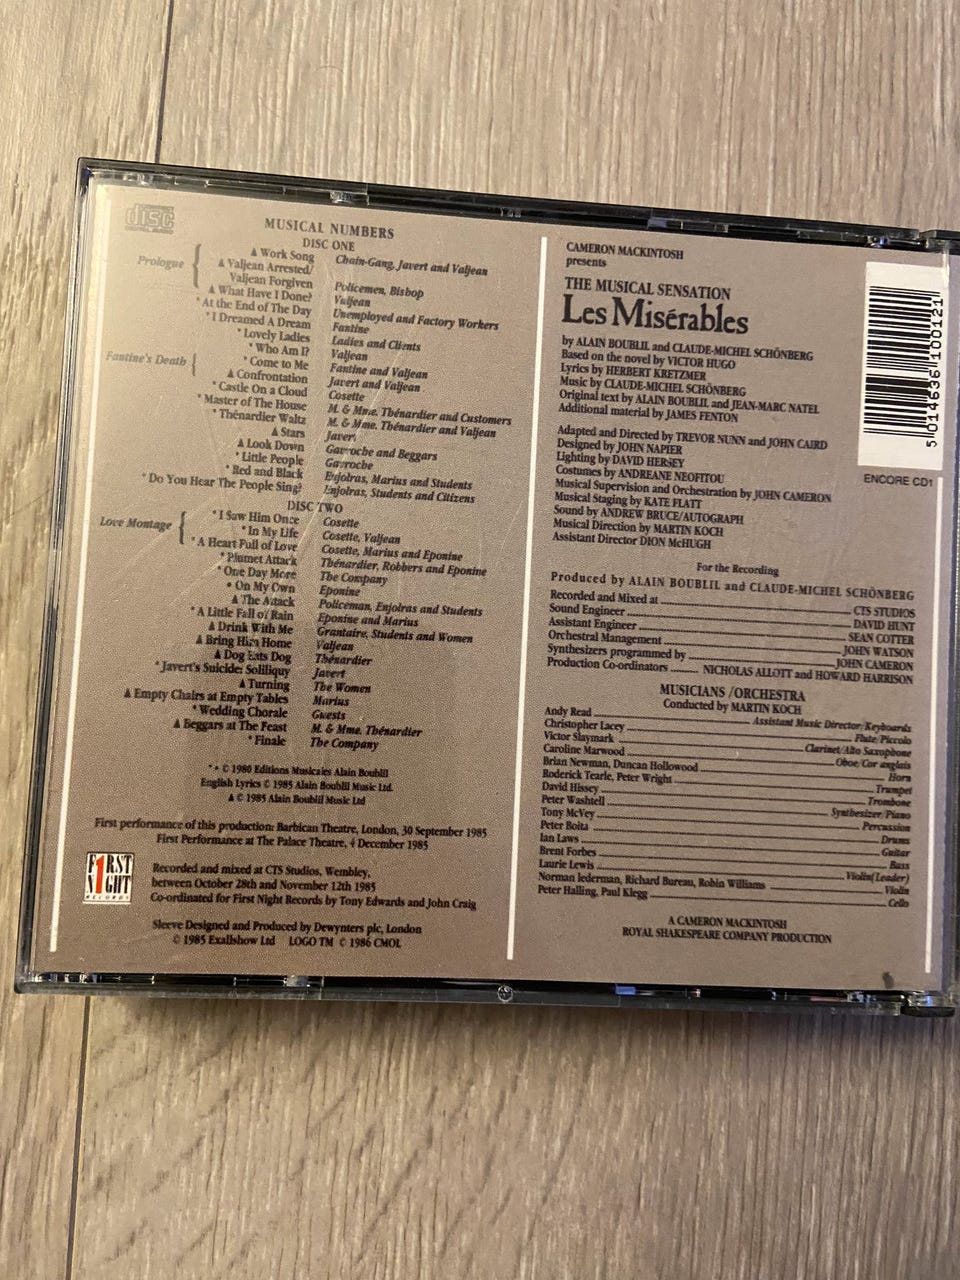 disc
DIGITAL AUDIO
MUSICAL NUMBERS
DISC ONE
Prologue
▲ Work Song Chain-Gang, Javert and Valjean
▲ Valjean Arrested/
Valjean Forgiven Policemen, Bishop
▲ What Have I Done? Valjean
* At the End of The Day Unemployed and Factory Workers
* I Dreamed A Dream Fantine
* Lovely Ladies Ladies and Clients
* Who Am I? Valjean
Fantine's Death
* Come to Me Fantine and Valjean
▲ Confrontation Javert and Valjean
* Castle On a Cloud Cosette
* Master of The House M. & Mme. Thénardier and Customers
* Thénardier Waltz M. & Mme. Thénardier and Valjean
▲ Stars Javert
▲ Look Down Gavroche and Beggars
* Little People Gavroche
* Red and Black Enjolras, Marius and Students
* Do You Hear The People Sing? Enjolras, Students and Citizens
DISC TWO
Love Montage
* I Saw Him Once Cosette
* In My Life Cosette, Valjean
* A Heart Full of Love Cosette, Marius and Eponine
* Plumet Attack Thénardier, Robbers and Eponine
* One Day More The Company
• On My Own Eponine
▲ The Attack Policeman, Enjolras and Students
* A Little Fall of Rain Eponine and Marius
▲ Drink With Me Grantaire, Students and Women
▲ Bring Him Home Valjean
▲ Dog Eats Dog Thénardier
* Javert's Suicide: Soliliquy Javert
▲ Turning The Women
▲ Empty Chairs at Empty Tables Marius
* Wedding Chorale Guests
▲ Beggars at The Feast M. & Mme. Thénardier
* Finale The Company
* • © 1980 Editions Musicales Alain Boublil
English Lyrics © 1985 Alain Boublil Music Ltd.
▲ © 1985 Alain Boublil Music Ltd
First performance of this production: Barbican Theatre, London, 30 September 1985
First Performance at The Palace Theatre, 4 December 1985
F1RST
N1GHT
RECORDS
Recorded and mixed at CTS Studios, Wembley,
between October 28th and November 12th 1985
Co-ordinated for First Night Records by Tony Edwards and John Craig
Sleeve Designed and Produced by Dewynters plc, London
© 1985 Exallshow Ltd LOGO TM © 1986 CMOL
CAMERON MACKINTOSH
presents
THE MUSICAL SENSATION
Les Misérables
by ALAIN BOUBLIL and CLAUDE-MICHEL SCHÖNBERG
Based on the novel by VICTOR HUGO
Lyrics by HERBERT KRETZMER
Music by CLAUDE-MICHEL SCHÖNBERG
Original text by ALAIN BOUBLIL and JEAN-MARC NATEL
Additional material by JAMES FENTON
Adapted and Directed by TREVOR NUNN and JOHN CAIRD
Designed by JOHN NAPIER
Lighting by DAVID HERSEY
Costumes by ANDREANE NEOFITOU
Musical Supervision and Orchestration by JOHN CAMERON
Musical Staging by KATE FLATT
Sound by ANDREW BRUCE/AUTOGRAPH
Musical Direction by MARTIN KOCH
Assistant Director DION McHUGH
5 014636 100121
ENCORE CD1
For the Recording
Produced by ALAIN BOUBLIL and CLAUDE-MICHEL SCHÖNBERG
Recorded and Mixed at CTS STUDIOS
Sound Engineer DAVID HUNT
Assistant Engineer SEAN COTTER
Orchestral Management JOHN WATSON
Synthesizers programmed by JOHN CAMERON
Production Co-ordinators NICHOLAS ALLOTT and HOWARD HARRISON
MUSICIANS /ORCHESTRA
Conducted by MARTIN KOCH
Andy Read Assistant Music Director/Keyboards
Christopher Lacey Flute/Piccolo
Victor Slaymark Clarinet/Alto Saxophone
Caroline Marwood Oboe/Cor anglais
Brian Newman, Duncan Hollowood Horn
Roderick Tearle, Peter Wright Trumpet
David Hissey Trombone
Peter Washtell Synthesizer/Piano
Tony McVey Percussion
Peter Boita Drums
Ian Laws Guitar
Brent Forbes Bass
Laurie Lewis Violin(Leader)
Norman Iederman, Richard Bureau, Robin Williams Violin
Peter Halling, Paul Klegg Cello
A CAMERON MACKINTOSH
ROYAL SHAKESPEARE COMPANY PRODUCTION